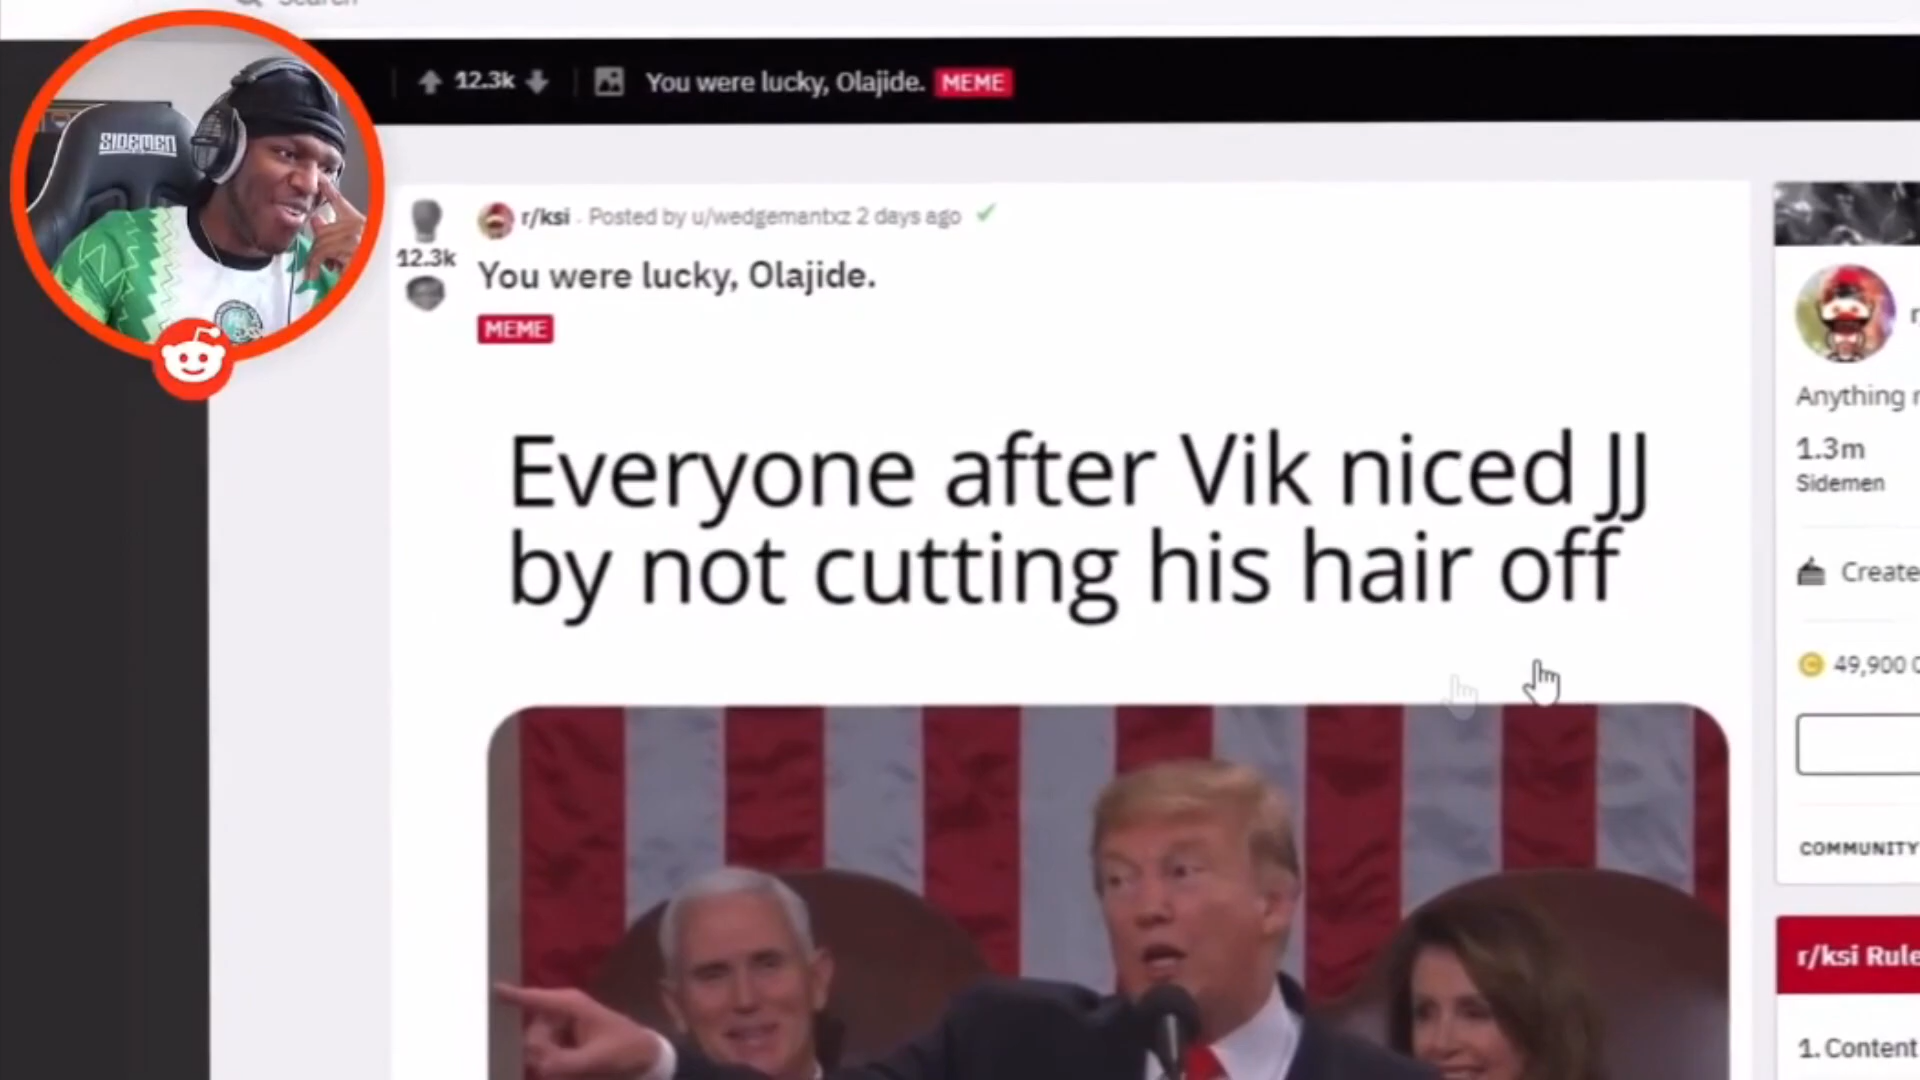 Search
12.3k
You were lucky, Olajide. MEME
SIDEMEN
r/ksi · Posted by u/wedgemantxz 2 days ago
12.3k
You were lucky, Olajide.
MEME
Everyone after Vik niced JJ
by not cutting his hair off
Anything
1.3m
Sidemen
Create
49,900
COMMUNITY
r/ksi Rule
1. Content